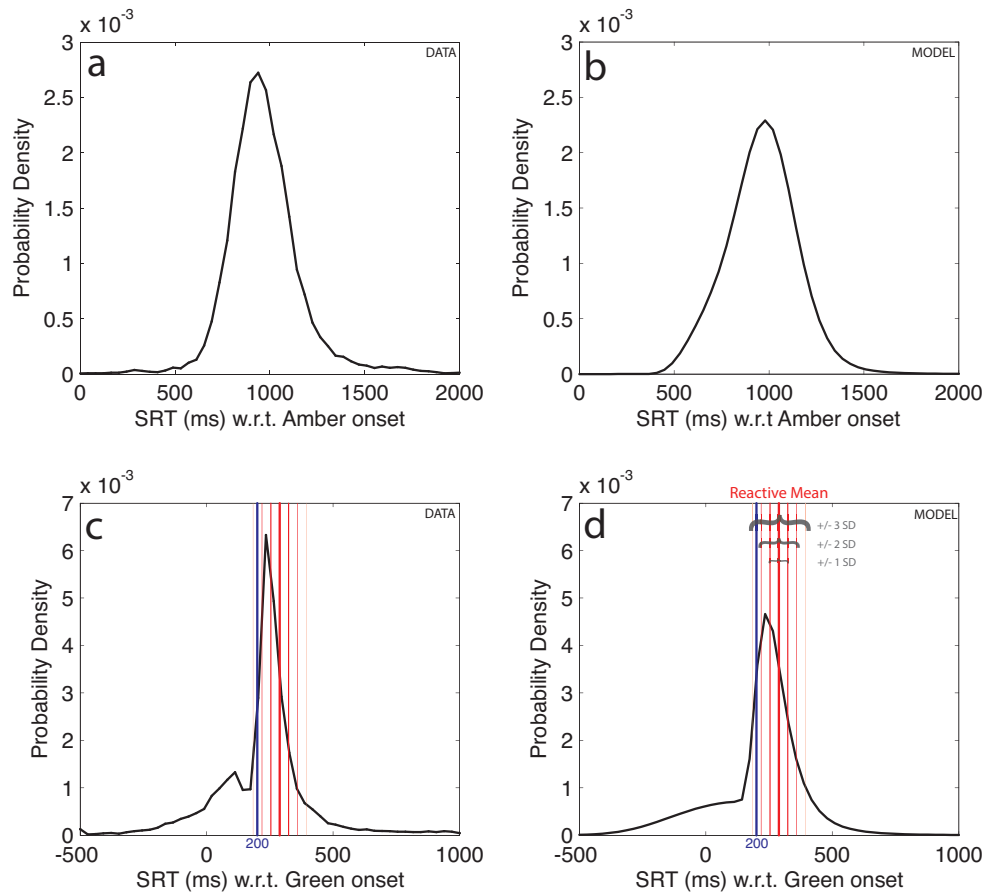 x 10⁻³
3
2.5
2
1.5
1
0.5
0
a
DATA
Probability Density
0 500 1000 1500 2000
SRT (ms) w.r.t. Amber onset
x 10⁻³
3
2.5
2
1.5
1
0.5
0
b
MODEL
Probability Density
0 500 1000 1500 2000
SRT (ms) w.r.t Amber onset
x 10⁻³
7
6
5
4
3
2
1
0
c
DATA
Probability Density
-500 0 500 1000
200
SRT (ms) w.r.t. Green onset
x 10⁻³
Reactive Mean
7
6
5
4
3
2
1
0
d
MODEL
+/- 3 SD
+/- 2 SD
+/- 1 SD
Probability Density
-500 0 500 1000
200
SRT (ms) w.r.t. Green onset